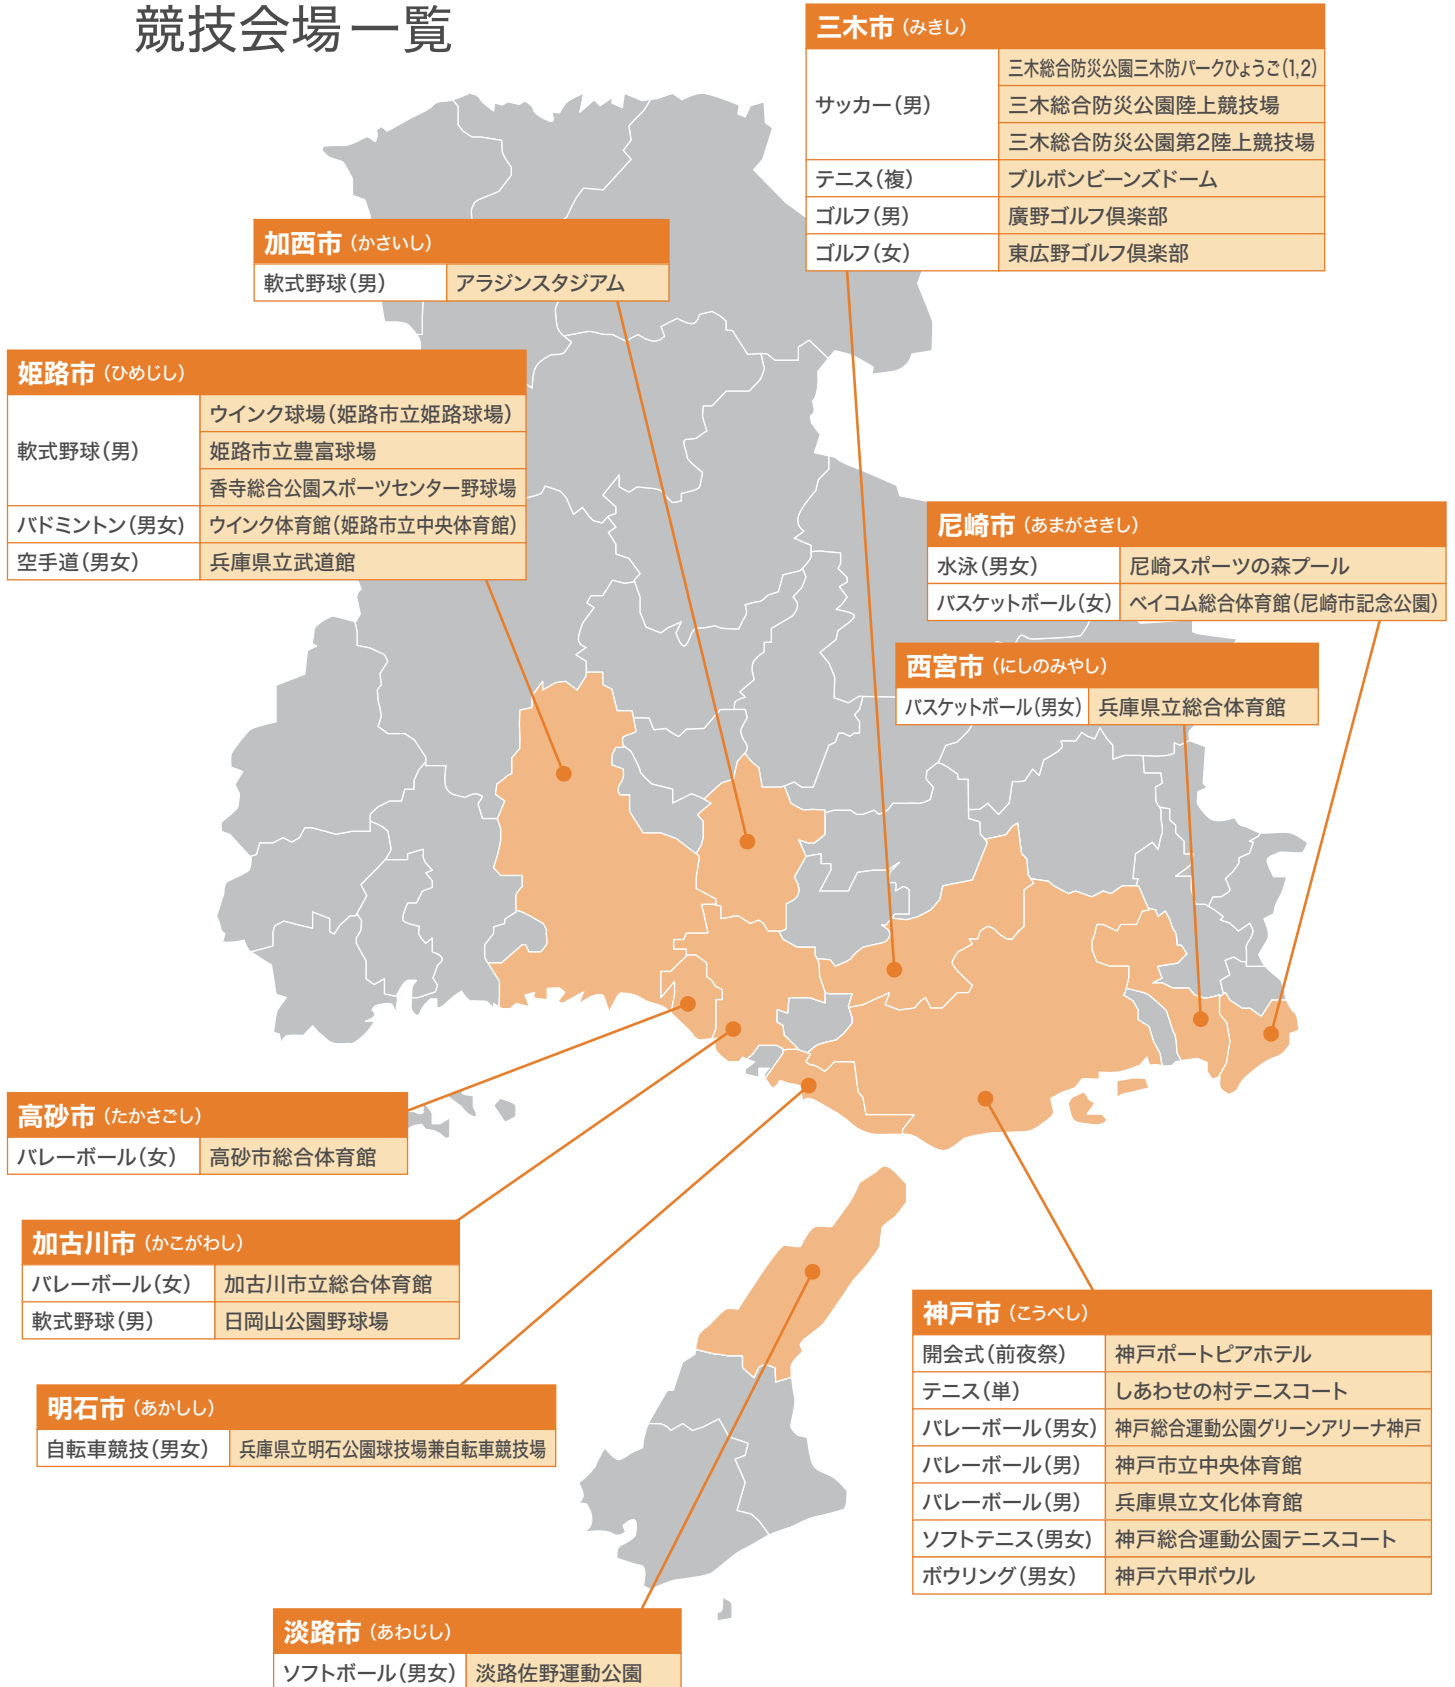 競技会場一覧
三木市（みきし）
サッカー（男）
三木総合防災公園三木防パークひょうご（1,2）
三木総合防災公園陸上競技場
三木総合防災公園第2陸上競技場
テニス（複） ブルボンビーンズドーム
ゴルフ（男） 廣野ゴルフ倶楽部
ゴルフ（女） 東広野ゴルフ倶楽部
加西市（かさいし）
軟式野球（男） アラジンスタジアム
姫路市（ひめじし）
軟式野球（男）
ウインク球場（姫路市立姫路球場）
姫路市立豊富球場
香寺総合公園スポーツセンター野球場
バドミントン（男女） ウインク体育館（姫路市立中央体育館）
空手道（男女） 兵庫県立武道館
尼崎市（あまがさきし）
水泳（男女） 尼崎スポーツの森プール
バスケットボール（女） ベイコム総合体育館（尼崎市記念公園）
西宮市（にしのみやし）
バスケットボール（男女） 兵庫県立総合体育館
高砂市（たかさごし）
バレーボール（女） 高砂市総合体育館
加古川市（かこがわし）
バレーボール（女） 加古川市立総合体育館
軟式野球（男） 日岡山公園野球場
明石市（あかしし）
自転車競技（男女） 兵庫県立明石公園球技場兼自転車競技場
神戸市（こうべし）
開会式（前夜祭） 神戸ポートピアホテル
テニス（単） しあわせの村テニスコート
バレーボール（男女） 神戸総合運動公園グリーンアリーナ神戸
バレーボール（男） 神戸市立中央体育館
バレーボール（男） 兵庫県立文化体育館
ソフトテニス（男女） 神戸総合運動公園テニスコート
ボウリング（男女） 神戸六甲ボウル
淡路市（あわじし）
ソフトボール（男女） 淡路佐野運動公園